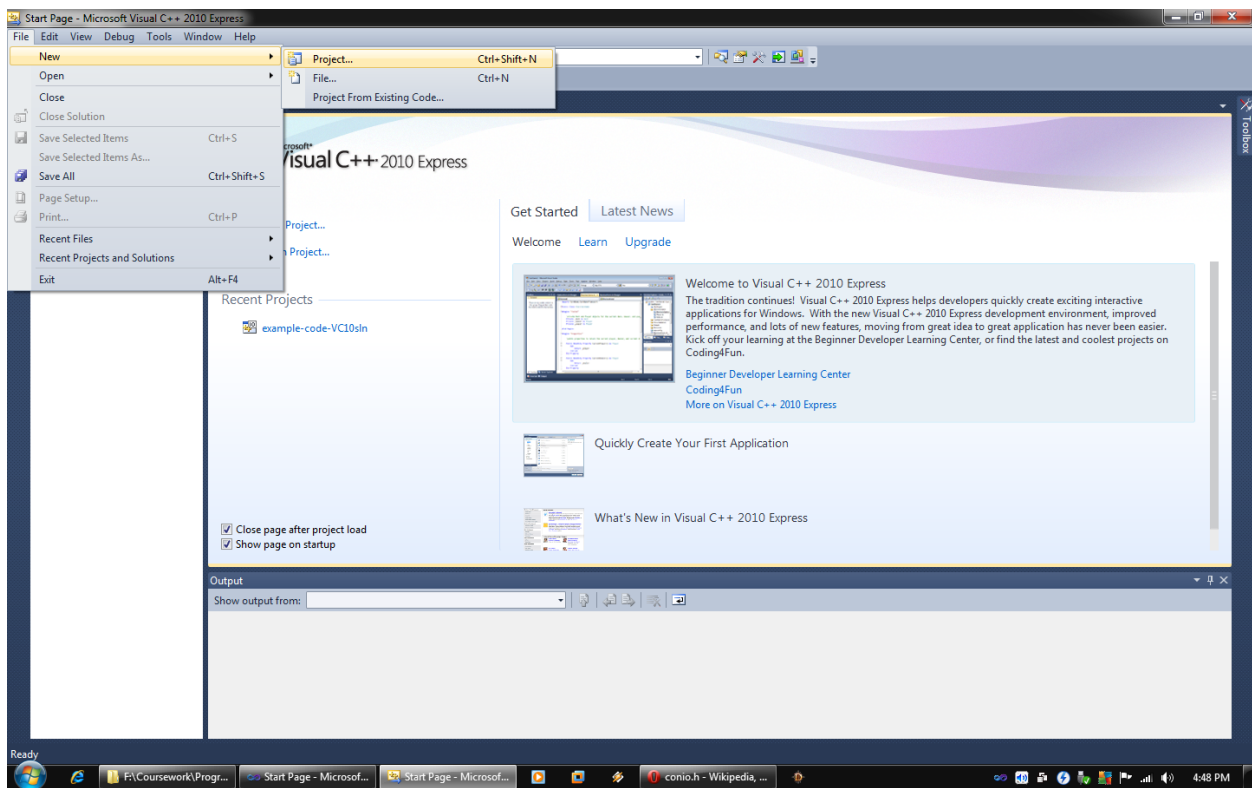 Start Page - Microsoft Visual C++ 2010 Express
File Edit View Debug Tools Window Help
New
Project... Ctrl+Shift+N
Open
File... Ctrl+N
Close
Project From Existing Code...
Close Solution
Save Selected Items Ctrl+S
Save Selected Items As...
Save All Ctrl+Shift+S
Page Setup...
Print... Ctrl+P
Recent Files
Recent Projects and Solutions
Exit Alt+F4
Toolbox
Visual C++ 2010 Express
Project...
Project...
Recent Projects
example-code-VC10sln
Close page after project load
Show page on startup
Get Started Latest News
Welcome Learn Upgrade
Welcome to Visual C++ 2010 Express
The tradition continues! Visual C++ 2010 Express helps developers quickly create exciting interactive
applications for Windows. With the new Visual C++ 2010 Express development environment, improved
performance, and lots of new features, moving from great idea to great application has never been easier.
Kick off your learning at the Beginner Developer Learning Center, or find the latest and coolest projects on
Coding4Fun.
Beginner Developer Learning Center
Coding4Fun
More on Visual C++ 2010 Express
Quickly Create Your First Application
What's New in Visual C++ 2010 Express
Output
Show output from:
Ready
F:\Coursework\Progr... Start Page - Microsof... Start Page - Microsof... conio.h - Wikipedia, ... 4:48 PM